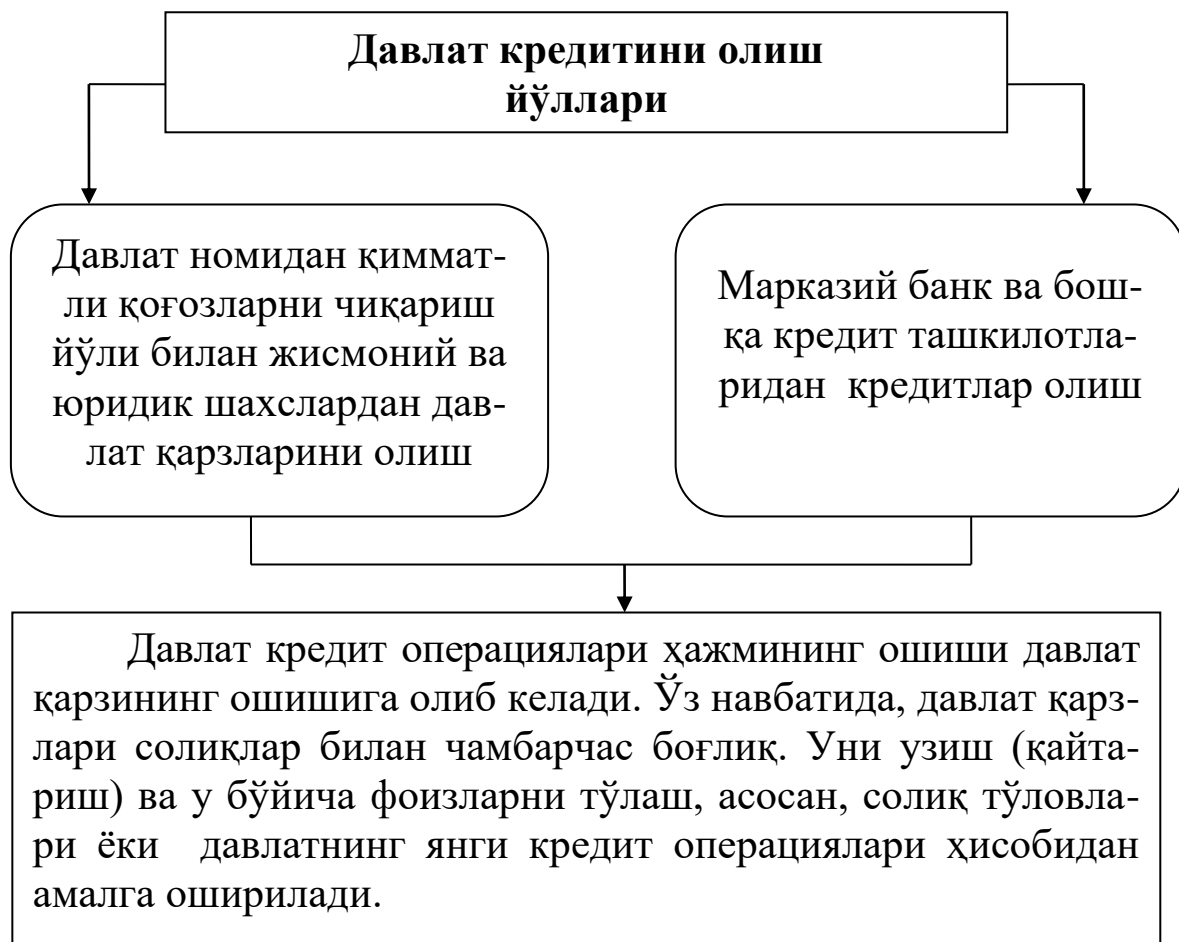 Давлат кредитини олиш
йўллари
Давлат номидан қиммат-
ли қоғозларни чиқариш
йўли билан жисмоний ва
юридик шахслардан дав-
лат қарзларини олиш
Марказий банк ва бош-
қа кредит ташкилотла-
ридан кредитлар олиш
Давлат кредит операциялари ҳажмининг ошиши давлат
қарзининг ошишига олиб келади. Ўз навбатида, давлат қарз-
лари солиқлар билан чамбарчас боғлиқ. Уни узиш (қайта-
риш) ва у бўйича фоизларни тўлаш, асосан, солиқ тўловла-
ри ёки давлатнинг янги кредит операциялари ҳисобидан
амалга оширилади.